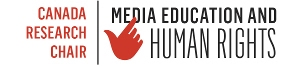 CANADA
RESEARCH
CHAIR
MEDIA EDUCATION AND
HUMAN RIGHTS